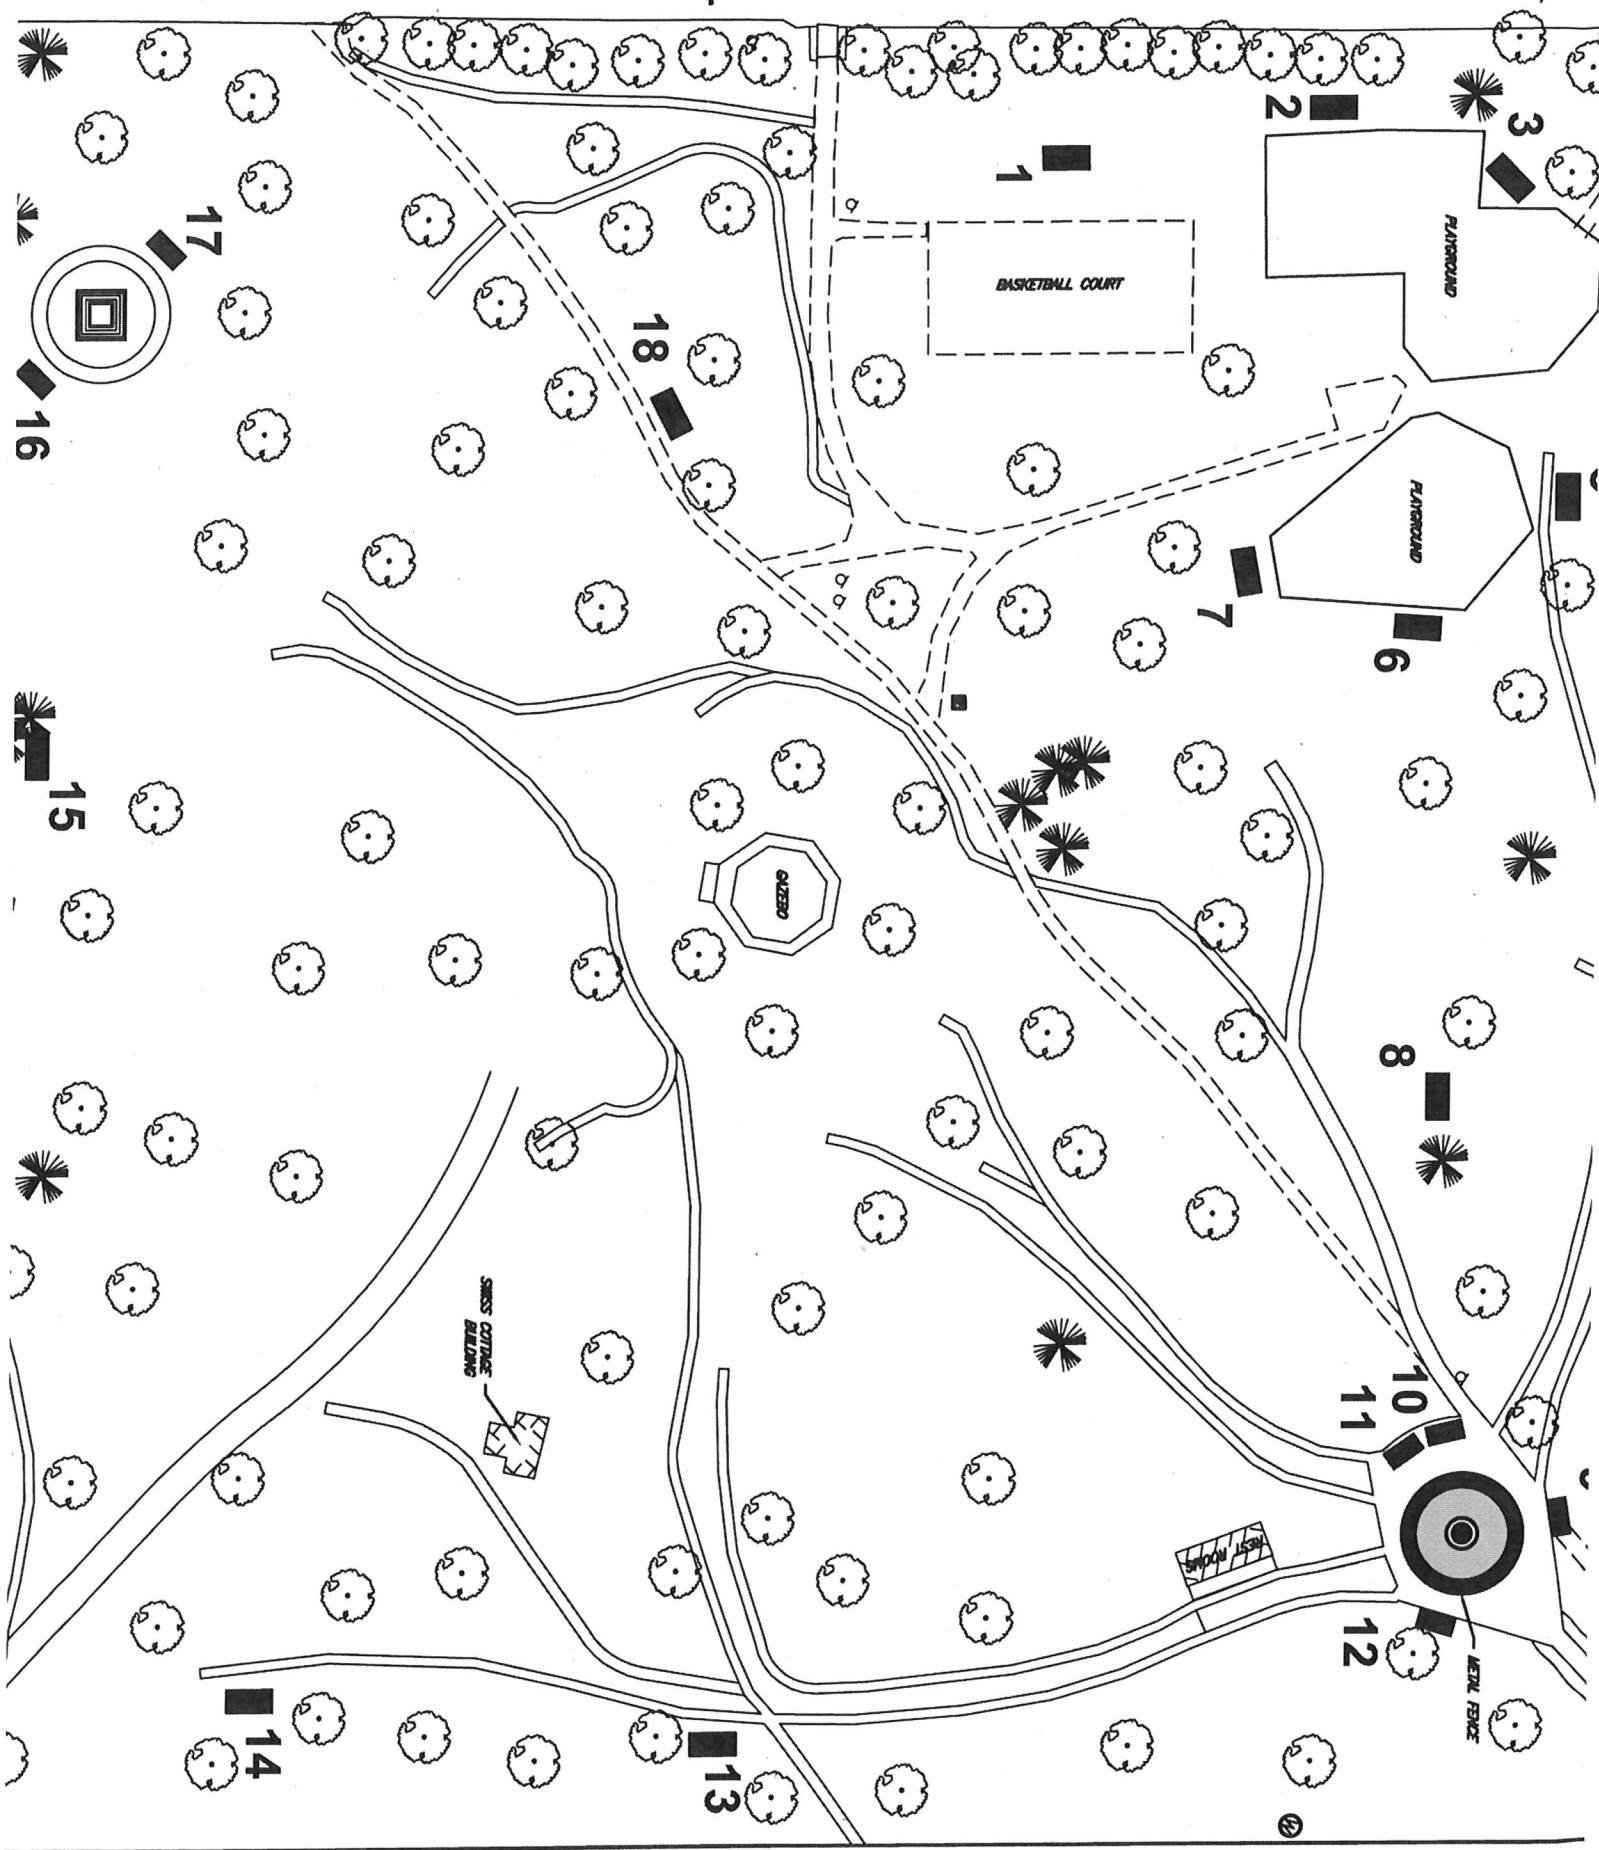 2
3
1
PLAYGROUND
17
BASKETBALL COURT
18
16
PLAYGROUND
7
6
15
GAZEBO
8
SWISS COTTAGE
BUILDING
10
11
REST ROOMS
12
METAL FENCE
14
13
W